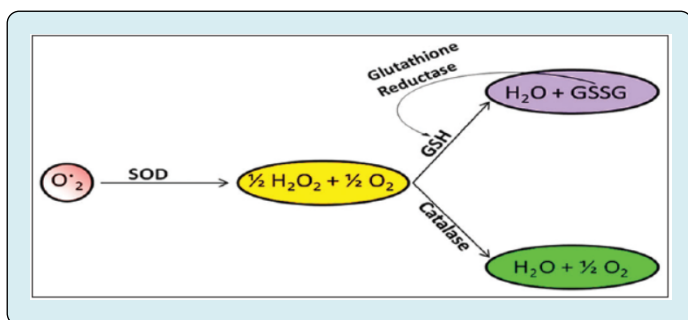 Glutathione
Reductase
H₂O + GSSG
GSH
O˙₂
SOD
½ H₂O₂ + ½ O₂
Catalase
H₂O + ½ O₂